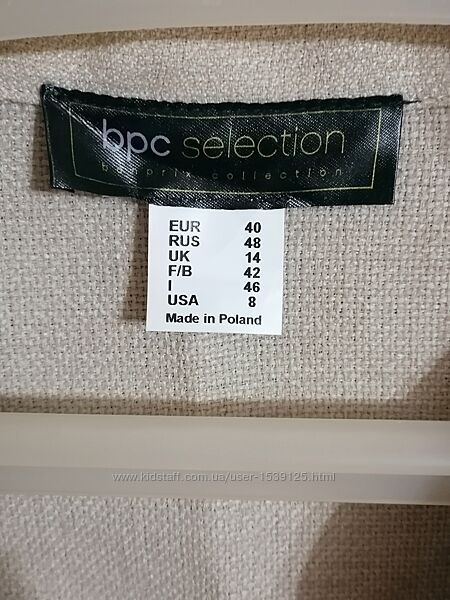 bpc selection
bonprix collection
EUR 40
RUS 48
UK 14
F/B 42
I 46
USA 8
Made in Poland
www.kidstaff.com.ua/user-1539125.html